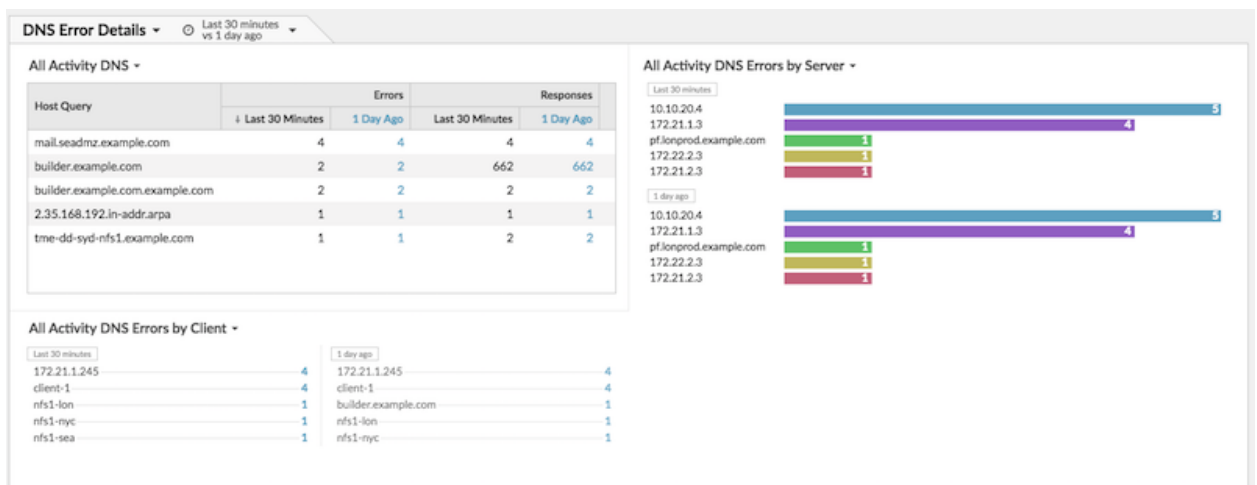 DNS Error Details
Last 30 minutes
vs 1 day ago
All Activity DNS
Host Query Errors Responses
↓ Last 30 Minutes 1 Day Ago Last 30 Minutes 1 Day Ago
mail.seadmz.example.com 4 4 4 4
builder.example.com 2 2 662 662
builder.example.com.example.com 2 2 2 2
2.35.168.192.in-addr.arpa 1 1 1 1
tme-dd-syd-nfs1.example.com 1 1 2 2
All Activity DNS Errors by Server
Last 30 minutes
10.10.20.4 5
172.21.1.3 4
pf.lonprod.example.com 1
172.22.2.3 1
172.21.2.3 1
1 day ago
10.10.20.4 5
172.21.1.3 4
pf.lonprod.example.com 1
172.22.2.3 1
172.21.2.3 1
All Activity DNS Errors by Client
Last 30 minutes
172.21.1.245 4
client-1 4
nfs1-lon 1
nfs1-nyc 1
nfs1-sea 1
1 day ago
172.21.1.245 4
client-1 4
builder.example.com 1
nfs1-lon 1
nfs1-nyc 1